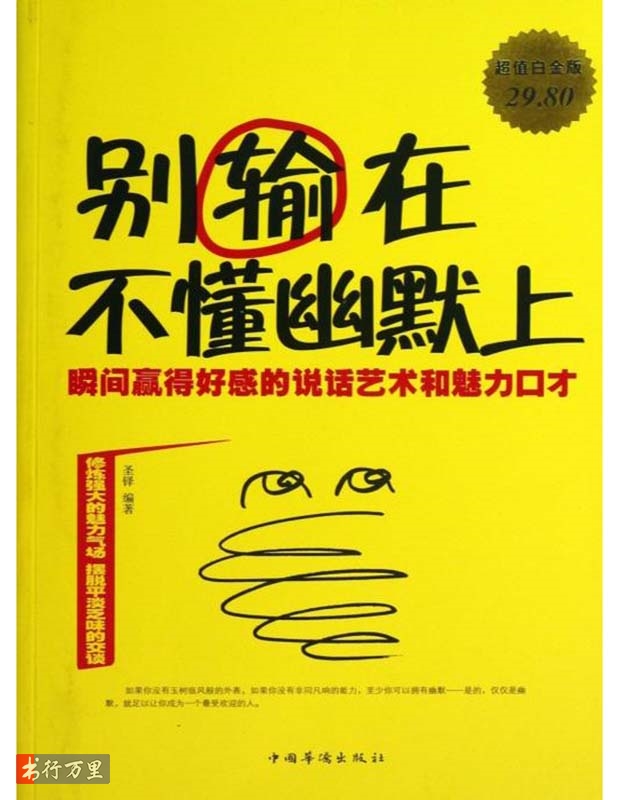 超值白金版
29.80
别输在
不懂幽默上
瞬间赢得好感的说话艺术和魅力口才
修炼强大的魅力气场 摆脱平淡乏味的交谈
圣铎 编著
如果你没有玉树临风般的外表，如果你没有非同凡响的能力，至少你可以拥有幽默——是的，仅仅是幽
默，就足以让你成为一个最受欢迎的人。
中国华侨出版社
书行万里